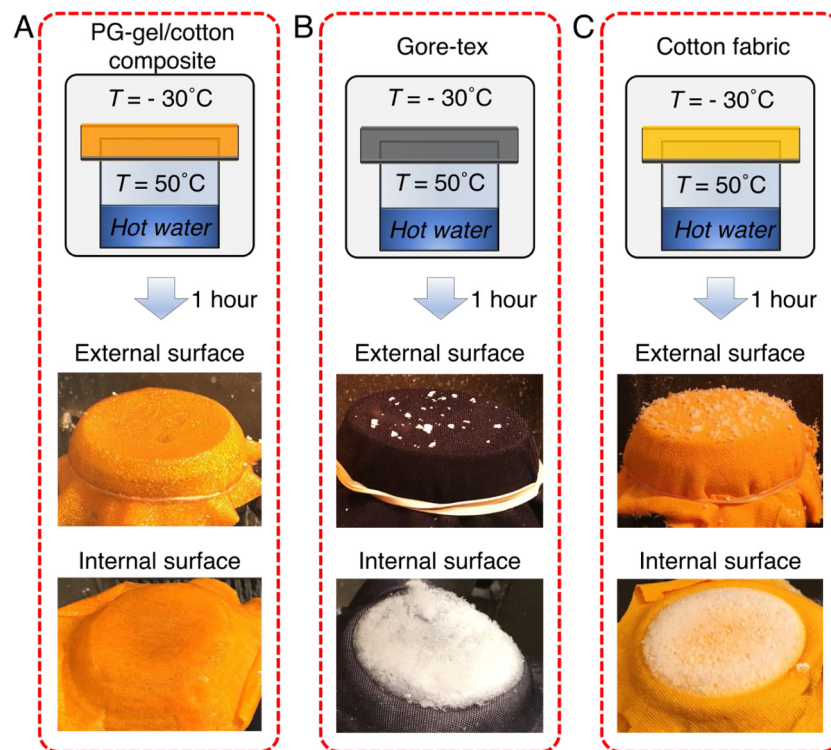 A
PG-gel/cotton
composite
T = - 30°C
T = 50°C
Hot water
1 hour
External surface
Internal surface
B
Gore-tex
T = - 30°C
T = 50°C
Hot water
1 hour
External surface
Internal surface
C
Cotton fabric
T = - 30°C
T = 50°C
Hot water
1 hour
External surface
Internal surface